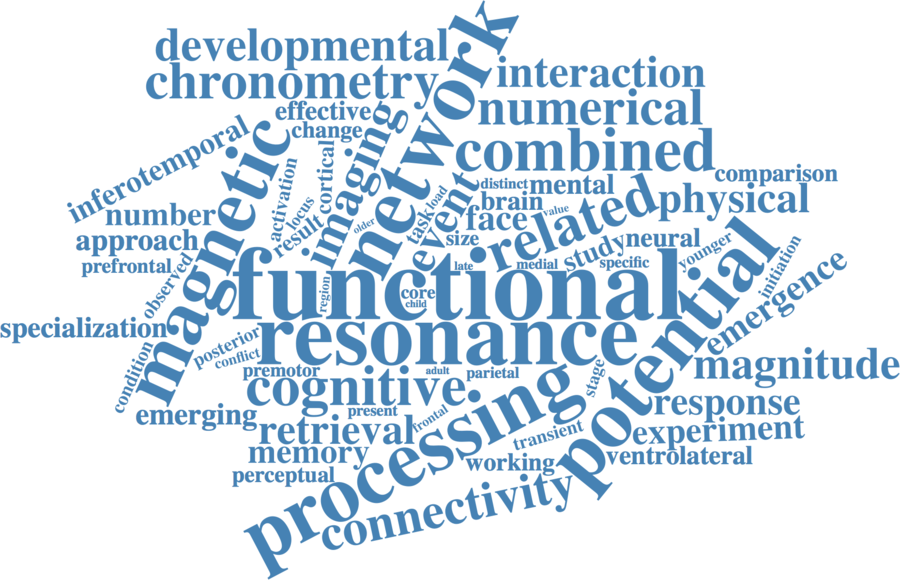 developmental
chronometry
network
interaction
numerical
combined
effective
change
imaging
magnetic
inferotemporal
cortical
activation
locus
result
older
number
approach
prefrontal
observed
comparison
distinct
mental
brain
physical
related
face
value
load
task
event
size
study
neural
specific
medial
late
younger
initiation
functional
potential
emergence
region
core
child
specialization
resonance
posterior
conflict
condition
premotor
adult
parietal
cognitive
stage
magnitude
emerging
present
frontal
processing
response
retrieval
transient
experiment
memory
working
ventrolateral
perceptual
connectivity